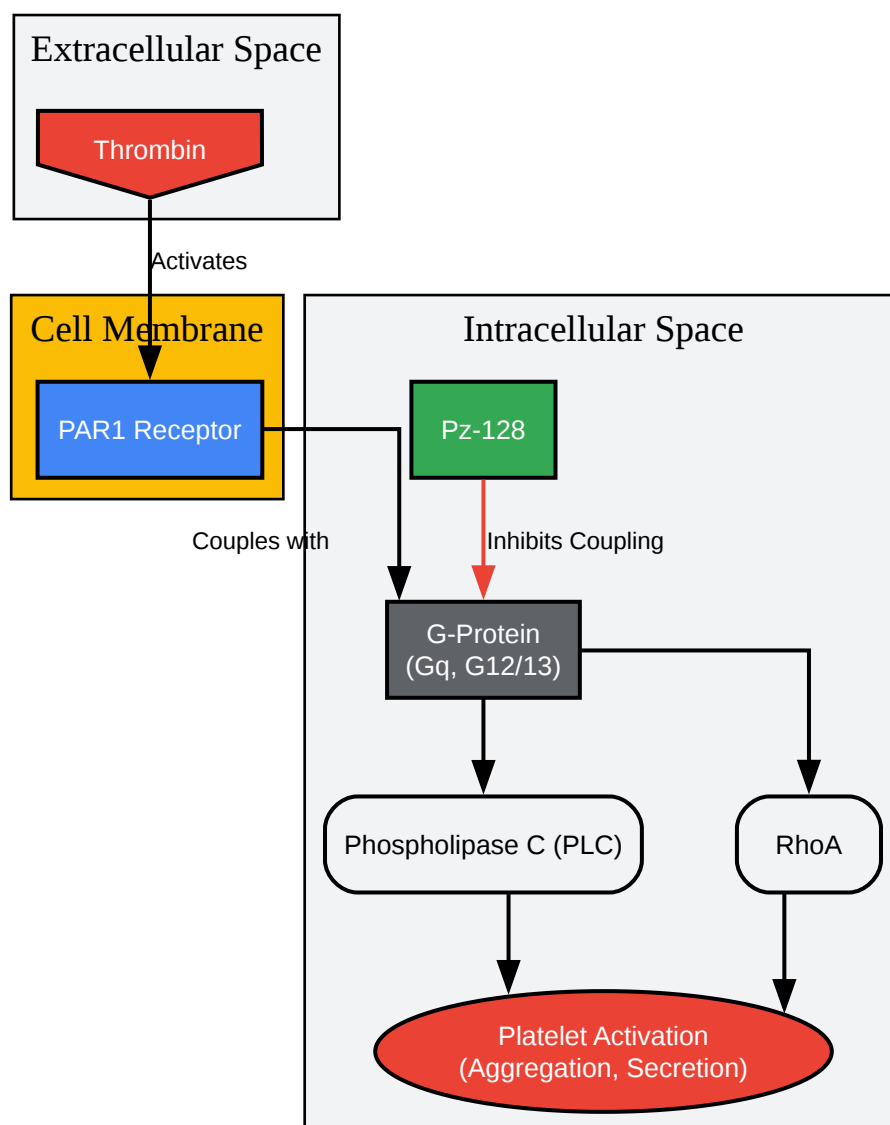 Extracellular Space
Thrombin
Activates
Cell Membrane
Intracellular Space
PAR1 Receptor
Pz-128
Couples with
Inhibits Coupling
G-Protein
(Gq, G12/13)
Phospholipase C (PLC)
RhoA
Platelet Activation
(Aggregation, Secretion)